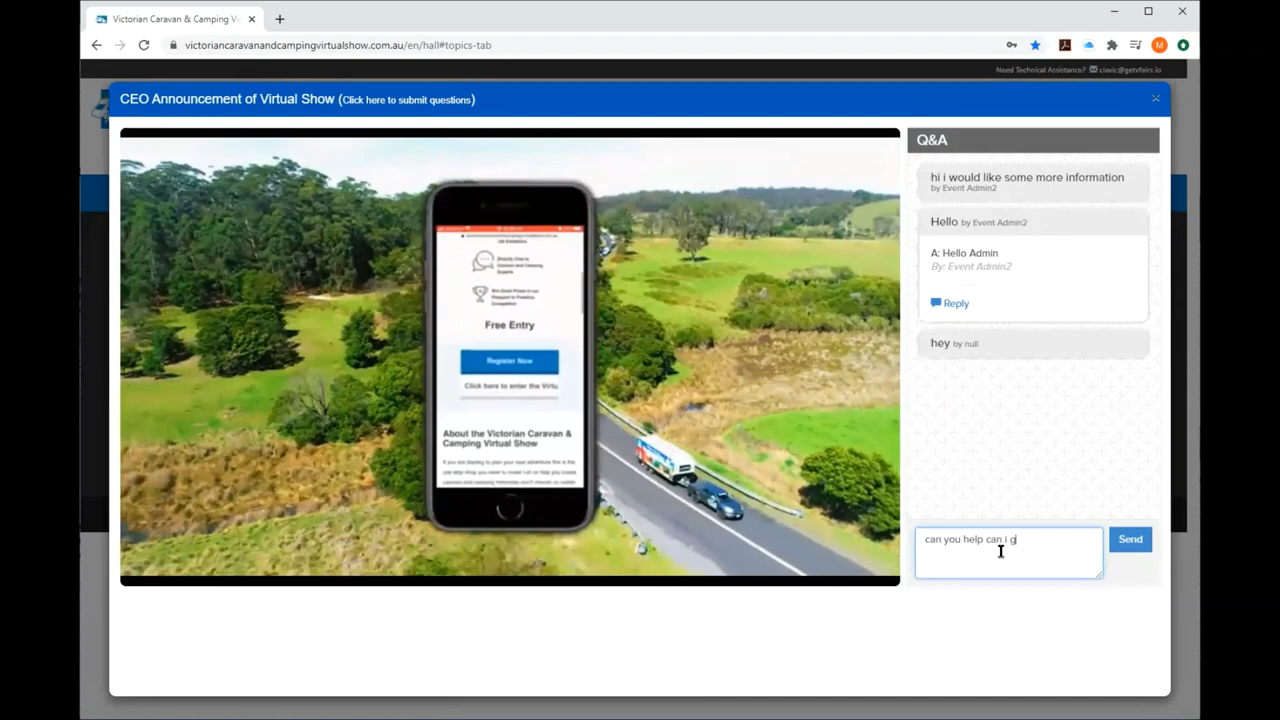 Victorian Caravan & Camping Vi
victoriancaravanandcampingvirtualshow.com.au/en/hall#topics-tab
M
Need Technical Assistance? clavic@getvfairs.io
CEO Announcement of Virtual Show (Click here to submit questions)
Free Entry
Register Now
Click here to enter the Virtu
About the Victorian Caravan &
Camping Virtual Show
Q&A
hi i would like some more information
by Event Admin2
Hello by Event Admin2
A: Hello Admin
By: Event Admin2
Reply
hey by null
can you help can i g
Send